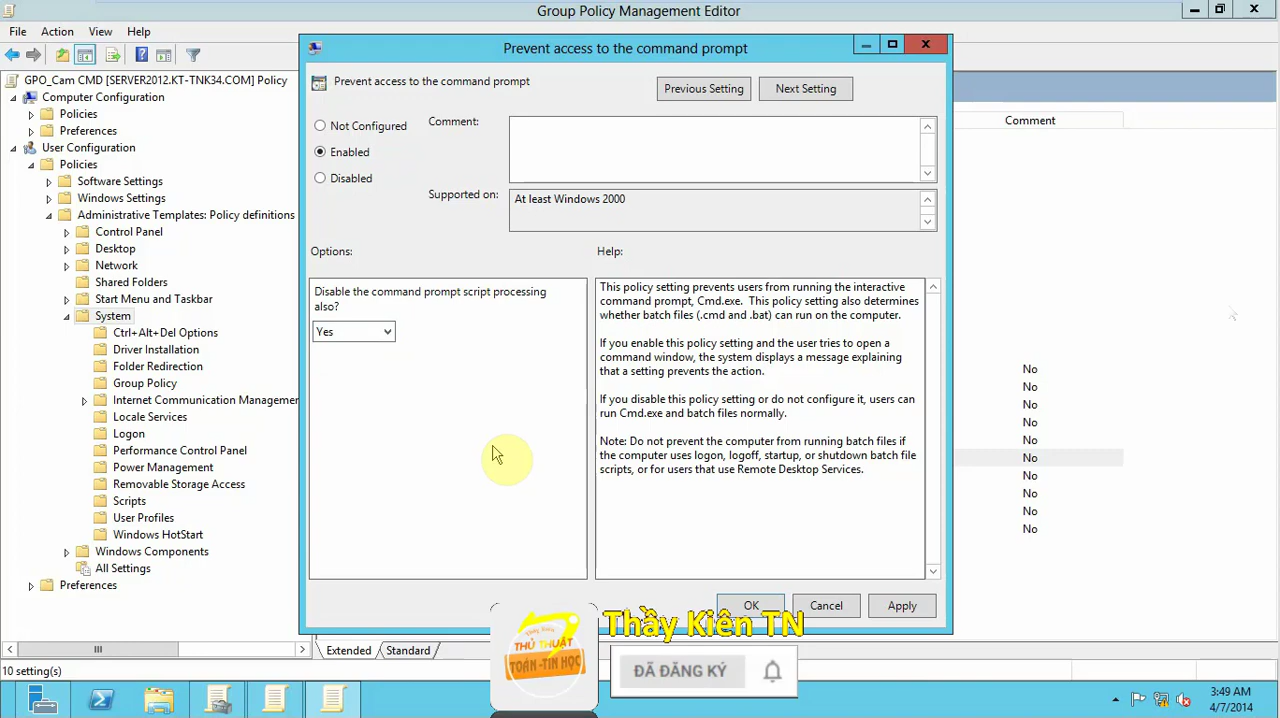 Group Policy Management Editor
File Action View Help
GPO_Cam CMD [SERVER2012.KT-TNK34.COM] Policy
Computer Configuration
Policies
Preferences
User Configuration
Policies
Software Settings
Windows Settings
Administrative Templates: Policy definitions
Control Panel
Desktop
Network
Shared Folders
Start Menu and Taskbar
System
Ctrl+Alt+Del Options
Driver Installation
Folder Redirection
Group Policy
Internet Communication Managemen
Locale Services
Logon
Performance Control Panel
Power Management
Removable Storage Access
Scripts
User Profiles
Windows HotStart
Windows Components
All Settings
Preferences
Prevent access to the command prompt
Prevent access to the command prompt
Previous Setting
Next Setting
Not Configured
Enabled
Disabled
Comment:
Supported on:
At least Windows 2000
Options:
Help:
Disable the command prompt script processing
also?
Yes
This policy setting prevents users from running the interactive
command prompt, Cmd.exe. This policy setting also determines
whether batch files (.cmd and .bat) can run on the computer.
If you enable this policy setting and the user tries to open a
command window, the system displays a message explaining
that a setting prevents the action.
If you disable this policy setting or do not configure it, users can
run Cmd.exe and batch files normally.
Note: Do not prevent the computer from running batch files if
the computer uses logon, logoff, startup, or shutdown batch file
scripts, or for users that use Remote Desktop Services.
OK
Cancel
Apply
Comment
No
No
No
No
No
No
No
No
No
No
Extended
Standard
10 setting(s)
Thầy Kiên TN
Thầy Kiên
THỦ THUẬT
TOÁN -TIN HỌC
ĐÃ ĐĂNG KÝ
3:49 AM
4/7/2014